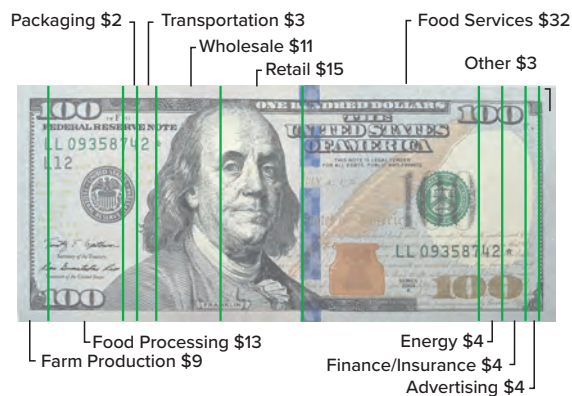 Packaging $2
Transportation $3
Food Services $32
Wholesale $11
Retail $15
Other $3
100
FEDERAL RESERVE NOTE
ONE HUNDRED DOLLARS
THE
UNITED STATES
OF AMERICA
THIS NOTE IS LEGAL TENDER
FOR ALL DEBTS, PUBLIC AND PRIVATE
100
LL 09358742 *
L12
LL 09358742 *
100
FRANKLIN
100
Food Processing $13
Farm Production $9
Energy $4
Finance/Insurance $4
Advertising $4